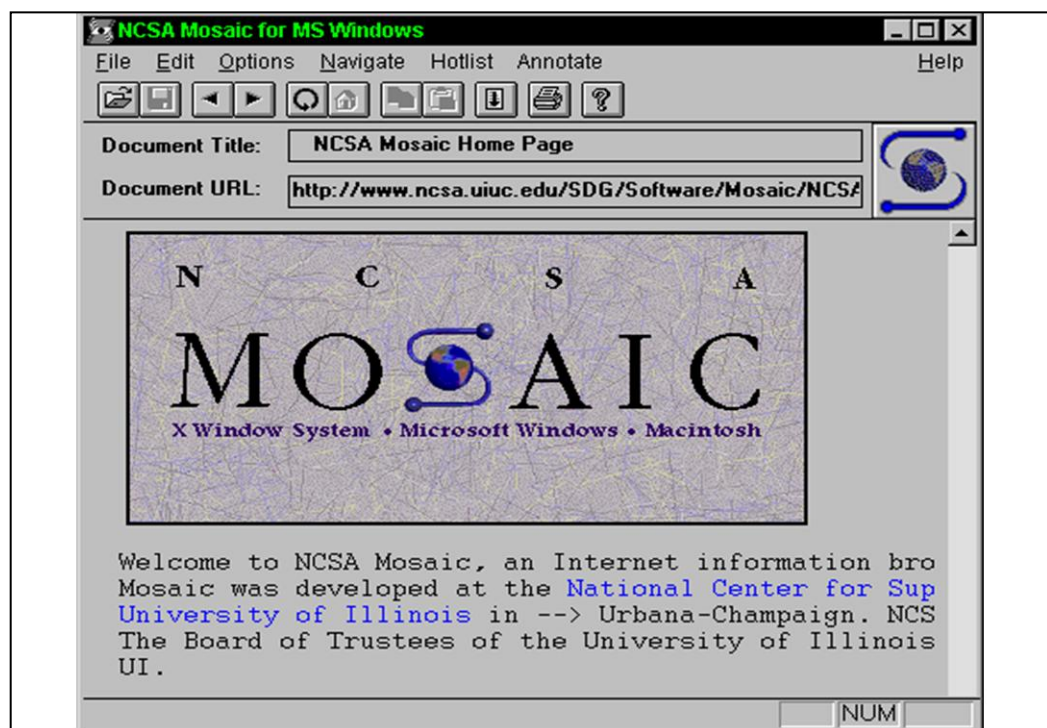 NCSA Mosaic for MS Windows
File Edit Options Navigate Hotlist Annotate Help
Document Title: NCSA Mosaic Home Page
Document URL: http://www.ncsa.uiuc.edu/SDG/Software/Mosaic/NCSA
N C S A
MOSAIC
X Window System • Microsoft Windows • Macintosh
Welcome to NCSA Mosaic, an Internet information bro
Mosaic was developed at the National Center for Sup
University of Illinois in --> Urbana-Champaign. NCS
The Board of Trustees of the University of Illinois
UI.
NUM